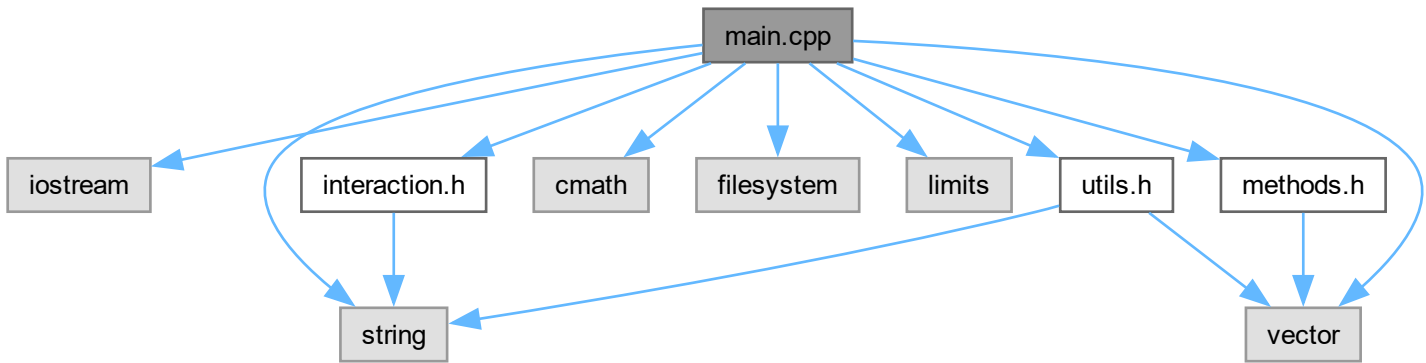 main.cpp
iostream
interaction.h
cmath
filesystem
limits
utils.h
methods.h
string
vector